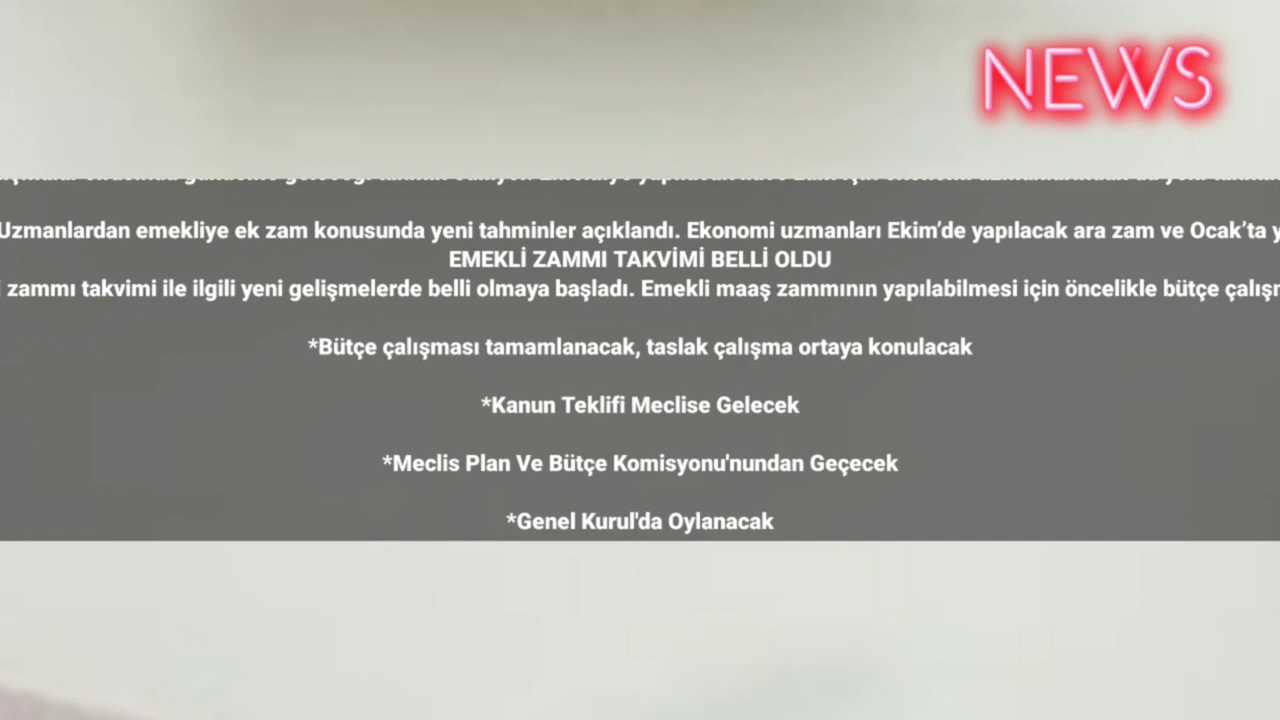 NEWS
Uzmanlardan emekliye ek zam konusunda yeni tahminler açıklandı. Ekonomi uzmanları Ekim’de yapılacak ara zam ve Ocak’ta
EMEKLİ ZAMMI TAKVİMİ BELLİ OLDU
zammı takvimi ile ilgili yeni gelişmelerde belli olmaya başladı. Emekli maaş zammının yapılabilmesi için öncelikle bütçe
*Bütçe çalışması tamamlanacak, taslak çalışma ortaya konulacak
*Kanun Teklifi Meclise Gelecek
*Meclis Plan Ve Bütçe Komisyonu'nundan Geçecek
*Genel Kurul'da Oylanacak